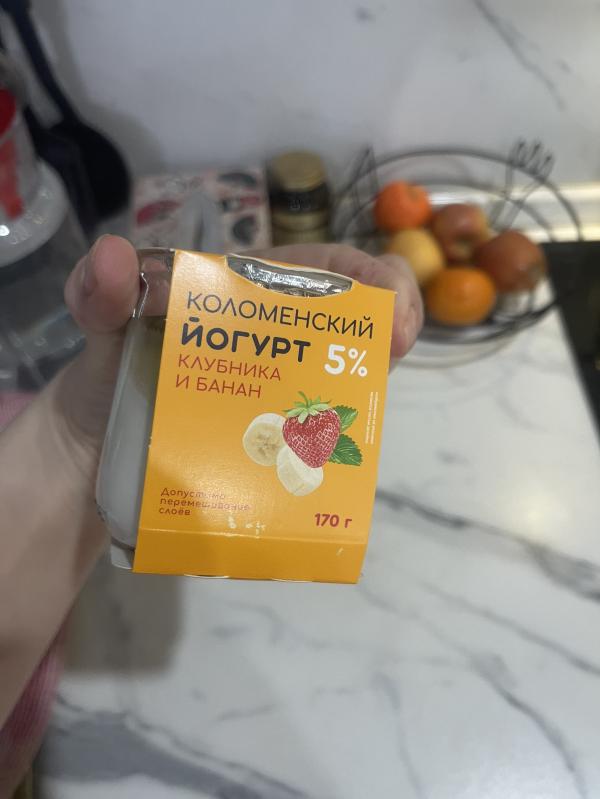 КОЛОМЕНСКИЙ
ЙОГУРТ
5%
КЛУБНИКА
И БАНАН
Допустимо
перемешивание
слоёв
170 г